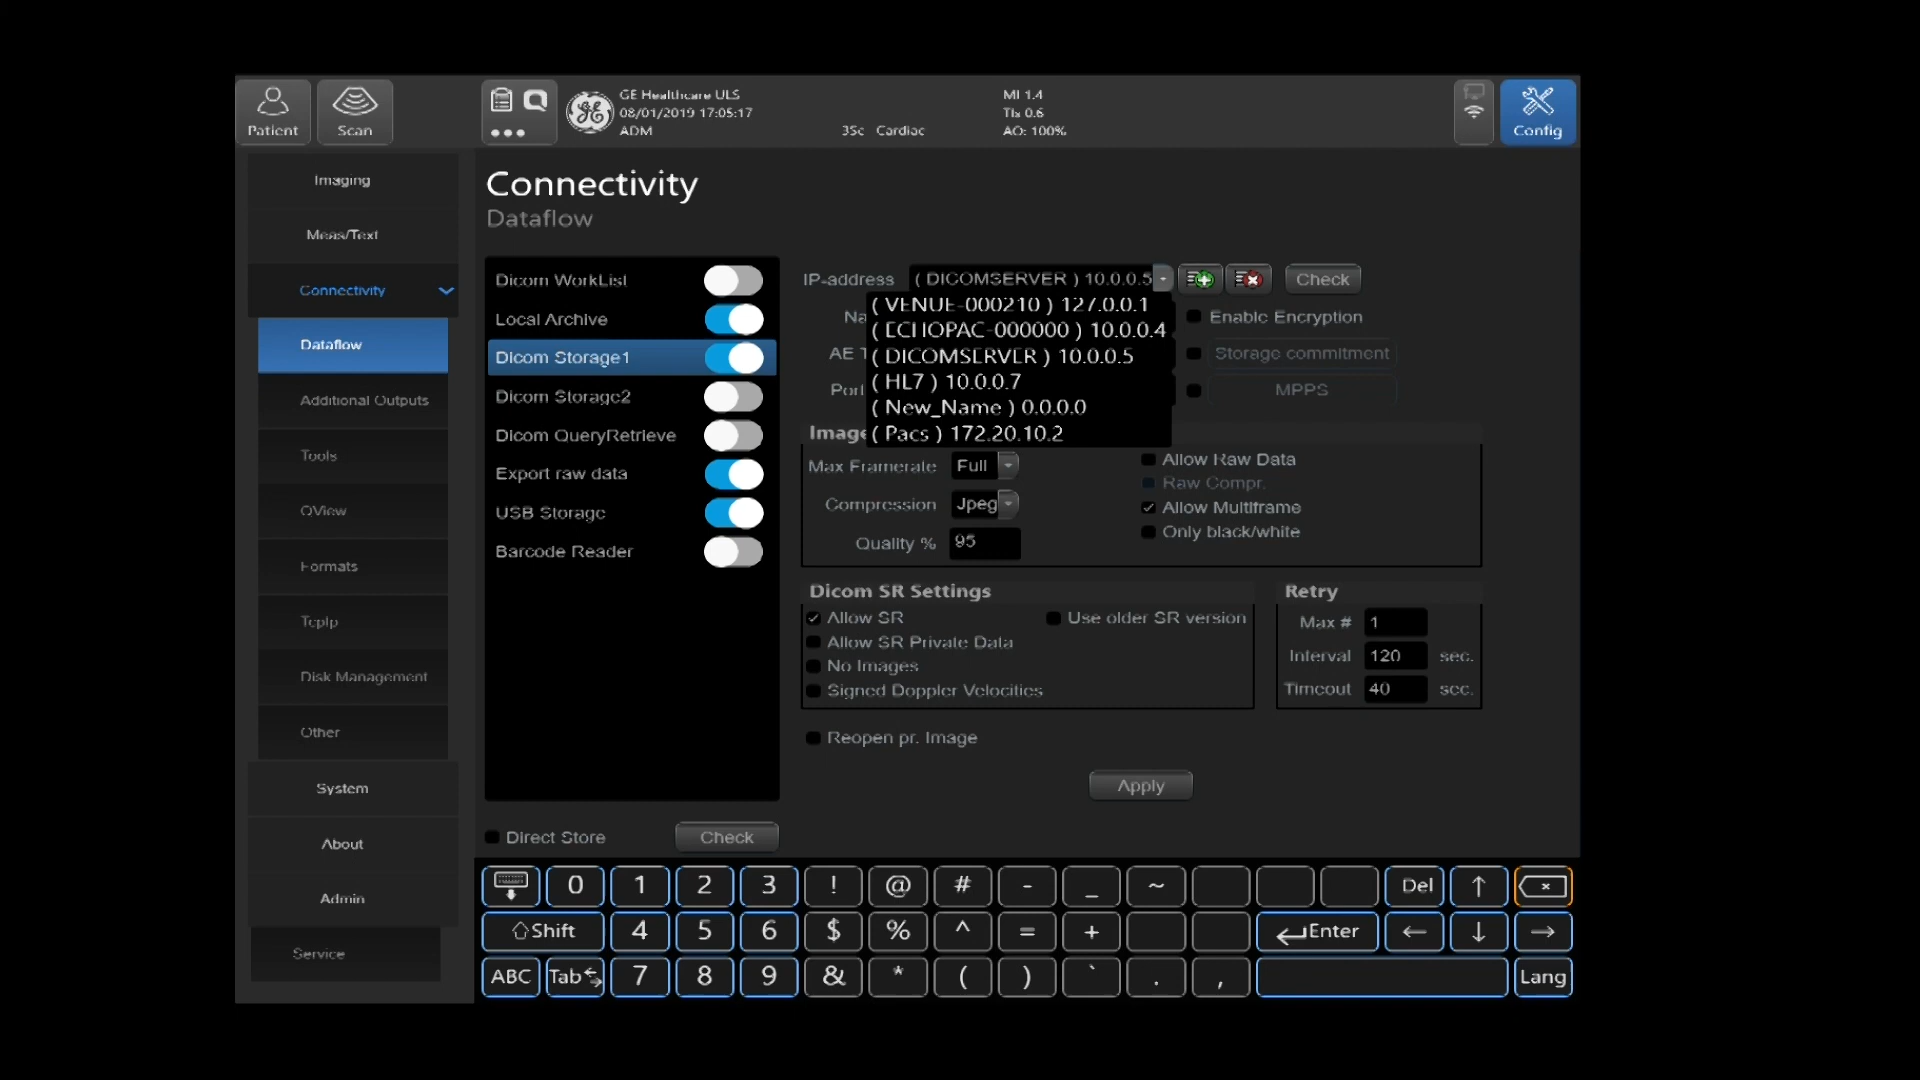 Patient
Scan
GE Healthcare ULS
08/01/2019 17:05:17
ADM
3Sc Cardiac
MI 1.4
TIs 0.6
AO: 100%
Config
Imaging
Meas/Text
Connectivity
Dataflow
Additional Outputs
Tools
QView
Formats
TcpIp
Disk Management
Other
System
About
Admin
Service
Connectivity
Dataflow
Dicom WorkList
Local Archive
Dicom Storage1
Dicom Storage2
Dicom QueryRetrieve
Export raw data
USB Storage
Barcode Reader
Direct Store
Check
IP-address ( DICOMSERVER ) 10.0.0.5 Check
( VENUE-000210 ) 127.0.0.1
( ECHOPAC-000000 ) 10.0.0.4
( DICOMSERVER ) 10.0.0.5
( HL7 ) 10.0.0.7
( New_Name ) 0.0.0.0
( Pacs ) 172.20.10.2
Na
AE T
Port
Enable Encryption
Storage commitment
MPPS
Image
Max Framerate Full
Compression Jpeg
Quality % 95
Allow Raw Data
Raw Compr.
Allow Multiframe
Only black/white
Dicom SR Settings
Allow SR
Use older SR version
Allow SR Private Data
No Images
Signed Doppler Velocities
Retry
Max # 1
Interval 120 sec.
Timeout 40 sec.
Reopen pr. Image
Apply
0 1 2 3 ! @ # - _ ~ Del ↑
Shift 4 5 6 $ % ^ = + Enter ← ↓ →
ABC Tab 7 8 9 & * ( ) ` . , Lang